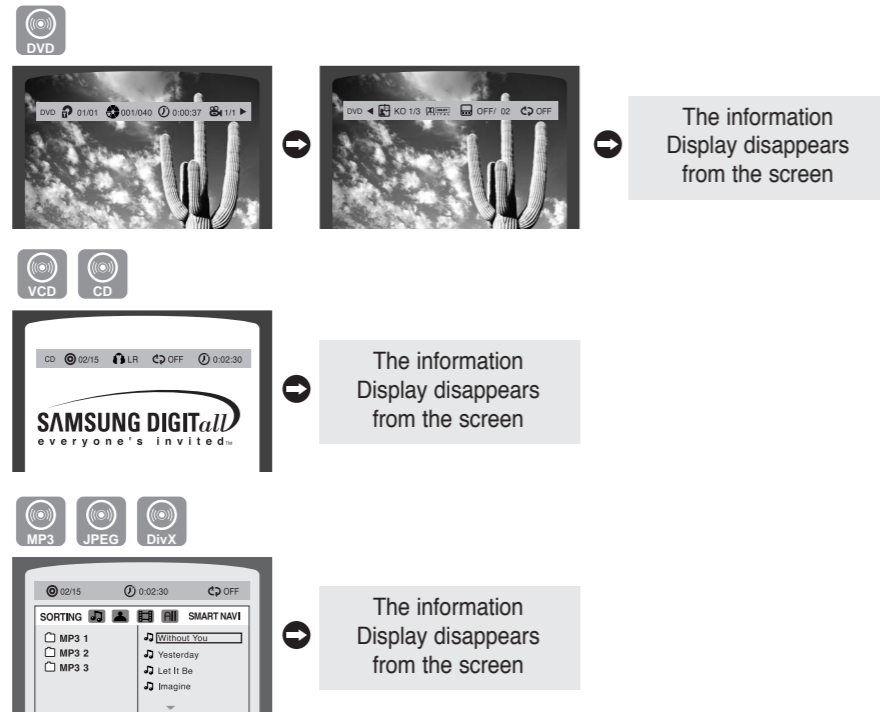 DVD
DVD 01/01 001/040 0:00:37 1/1
DVD KO 1/3 OFF/ 02 OFF
The information
Display disappears
from the screen
VCD CD
CD 02/15 LR OFF 0:02:30
SAMSUNG DIGITall
everyone's invited™
The information
Display disappears
from the screen
MP3 JPEG DivX
02/15 0:02:30 OFF
SORTING All SMART NAVI
MP3 1
MP3 2
MP3 3
Without You
Yesterday
Let It Be
Imagine
The information
Display disappears
from the screen